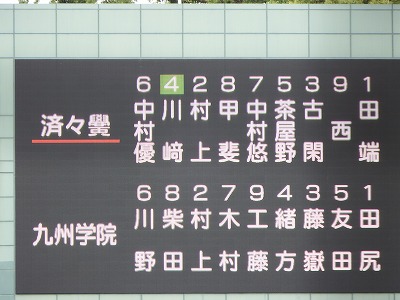 済々黌
6 4 2 8 7 5 3 9 1
中村優 川﨑 村上 甲斐 中村悠 茶屋野 古閑 西 田端
九州学院
6 8 2 7 9 4 3 5 1
川野 柴田 村上 木村 工藤 緒方 藤嶽 友田 田尻